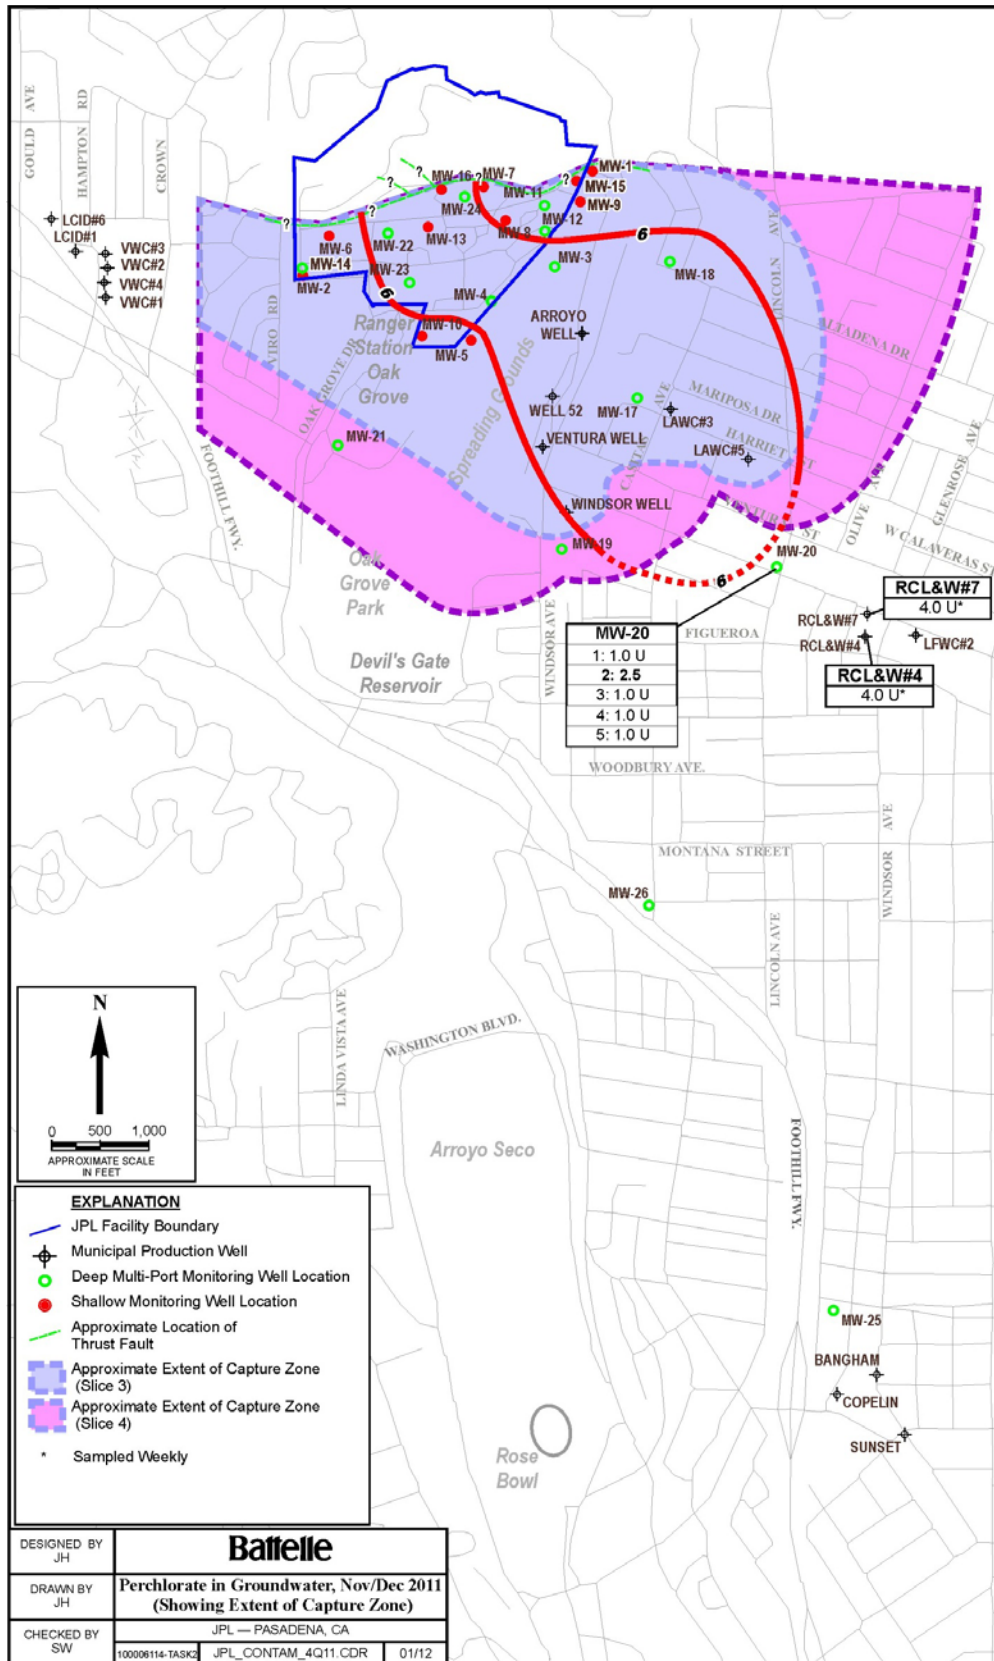 GOULD AVE
HAMPTON RD
CROWN
LCID#6
LCID#1
VWC#3
VWC#2
VWC#4
VWC#1
?
?
?
?
?
MW-16
MW-7
MW-1
MW-15
MW-9
MW-11
MW-24
MW-12
MW-8
MW-13
MW-22
MW-6
MW-14
MW-2
MW-23
MW-3
MW-4
MW-18
6
6
6
MW-10
MW-5
ARROYO
WELL
Ranger
Station
Oak
Grove
VIRO RD
OAK GROVE DR
Spreading Grounds
LINCOLN AVE
ALTADENA DR
MARIPOSA DR
HARRIET ST
WELL 52
MW-17
LAWC#3
VENTURA WELL
LAWC#5
MW-21
FOOTHILL FWY.
WINDSOR WELL
VENTURA ST
OLIVE AVE
GLENROSE AVE
W CALAVERAS ST
MW-19
MW-20
Oak
Grove
Park
WINDSOR AVE
FIGUEROA
RCL&W#7
4.0 U*
RCL&W#7
RCL&W#4
LFWC#2
RCL&W#4
4.0 U*
MW-20
1: 1.0 U
2: 2.5
3: 1.0 U
4: 1.0 U
5: 1.0 U
Devil's Gate
Reservoir
WOODBURY AVE.
MONTANA STREET
WINDSOR AVE
MW-26
LINCOLN AVE
LINDA VISTA AVE
WASHINGTON BLVD.
Arroyo Seco
FOOTHILL FWY.
MW-25
BANGHAM
COPELIN
SUNSET
Rose
Bowl
N
0 500 1,000
APPROXIMATE SCALE
IN FEET
EXPLANATION
JPL Facility Boundary
Municipal Production Well
Deep Multi-Port Monitoring Well Location
Shallow Monitoring Well Location
Approximate Location of
Thrust Fault
Approximate Extent of Capture Zone
(Slice 3)
Approximate Extent of Capture Zone
(Slice 4)
* Sampled Weekly
DESIGNED BY
JH
Battelle
DRAWN BY
JH
Perchlorate in Groundwater, Nov/Dec 2011
(Showing Extent of Capture Zone)
CHECKED BY
SW
JPL — PASADENA, CA
100006114-TASK2 JPL_CONTAM_4Q11.CDR 01/12